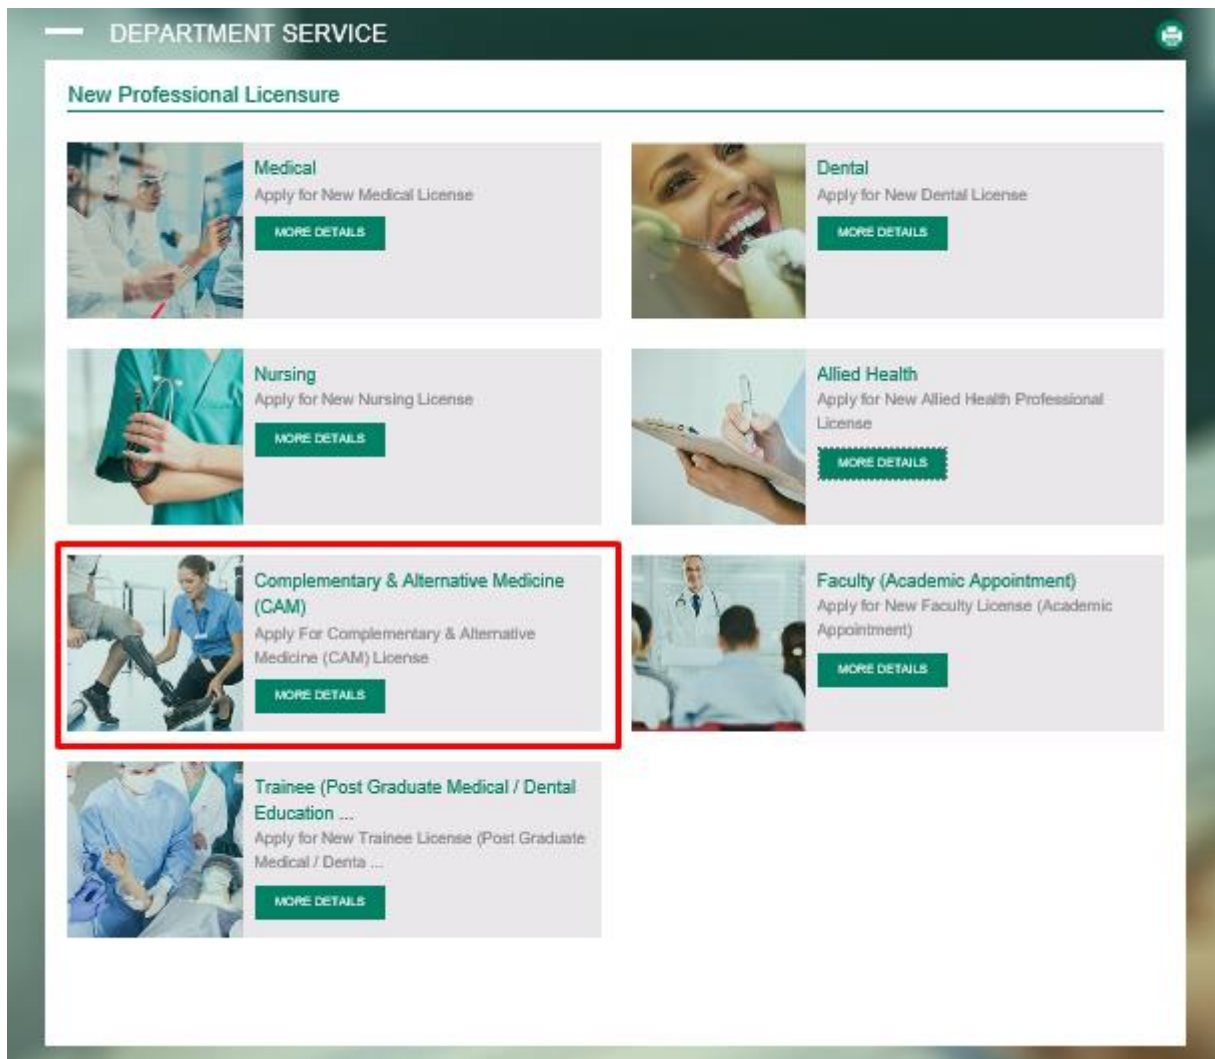 DEPARTMENT SERVICE
New Professional Licensure
Medical
Apply for New Medical License
MORE DETAILS
Dental
Apply for New Dental License
MORE DETAILS
Nursing
Apply for New Nursing License
MORE DETAILS
Allied Health
Apply for New Allied Health Professional
License
MORE DETAILS
Complementary & Alternative Medicine
(CAM)
Apply For Complementary & Alternative
Medicine (CAM) License
MORE DETAILS
Faculty (Academic Appointment)
Apply for New Faculty License (Academic
Appointment)
MORE DETAILS
Trainee (Post Graduate Medical / Dental
Education ...
Apply for New Trainee License (Post Graduate
Medical / Denta ...
MORE DETAILS